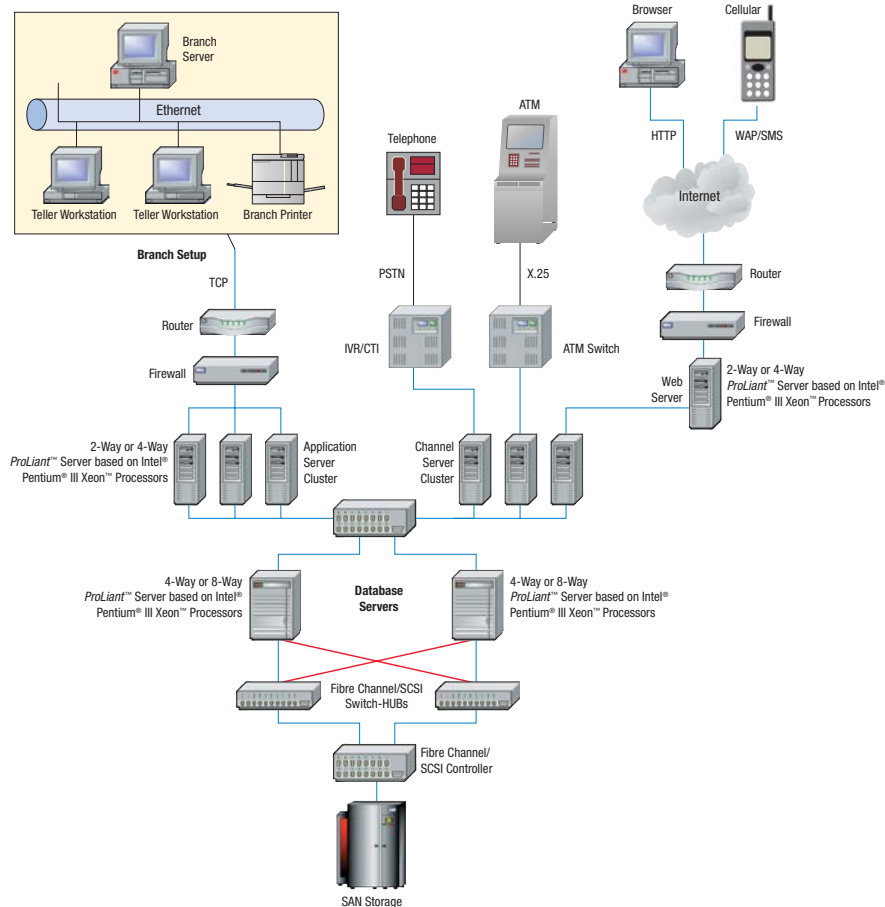 Branch
Server
Ethernet
Teller Workstation
Teller Workstation
Branch Printer
Branch Setup
TCP
Router
Firewall
2-Way or 4-Way
ProLiant™ Server based on Intel®
Pentium® III Xeon™ Processors
Application
Server
Cluster
Telephone
PSTN
IVR/CTI
ATM
X.25
ATM Switch
Channel
Server
Cluster
Browser
Cellular
HTTP
WAP/SMS
Internet
Router
Firewall
Web
Server
2-Way or 4-Way
ProLiant™ Server based on Intel®
Pentium® III Xeon™ Processors
4-Way or 8-Way
ProLiant™ Server based on Intel®
Pentium® III Xeon™ Processors
Database
Servers
4-Way or 8-Way
ProLiant™ Server based on Intel®
Pentium® III Xeon™ Processors
Fibre Channel/SCSI
Switch-HUBs
Fibre Channel/
SCSI Controller
SAN Storage